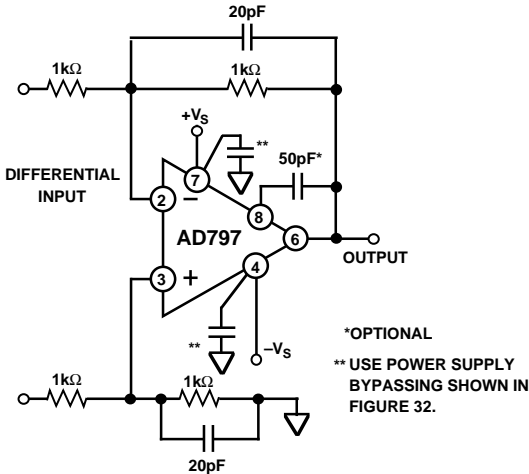 20pF
1kΩ
1kΩ
+VS
**
50pF*
DIFFERENTIAL
INPUT
7
2
−
8
AD797
6
OUTPUT
3
+
4
**
−VS
*OPTIONAL
** USE POWER SUPPLY
BYPASSING SHOWN IN
FIGURE 32.
1kΩ
1kΩ
20pF